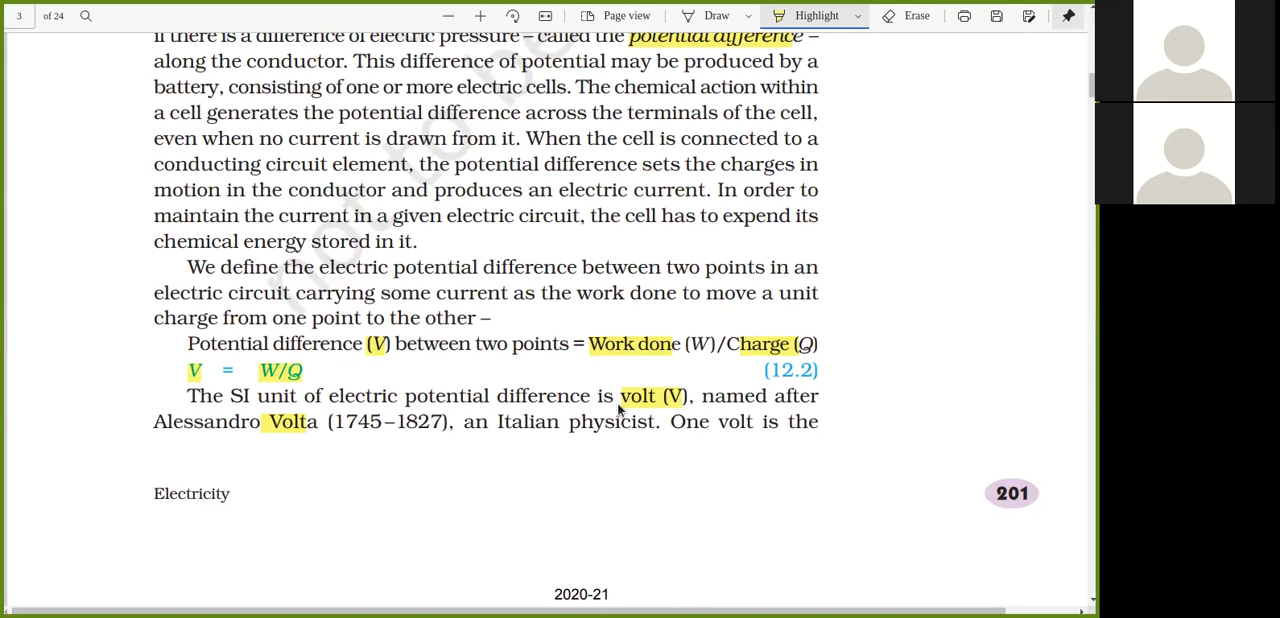 3 of 24 Page view Draw Highlight Erase
if there is a difference of electric pressure – called the potential difference –
along the conductor. This difference of potential may be produced by a
battery, consisting of one or more electric cells. The chemical action within
a cell generates the potential difference across the terminals of the cell,
even when no current is drawn from it. When the cell is connected to a
conducting circuit element, the potential difference sets the charges in
motion in the conductor and produces an electric current. In order to
maintain the current in a given electric circuit, the cell has to expend its
chemical energy stored in it.
We define the electric potential difference between two points in an
electric circuit carrying some current as the work done to move a unit
charge from one point to the other –
Potential difference (V) between two points = Work done (W)/Charge (Q)
V = W/Q (12.2)
The SI unit of electric potential difference is volt (V), named after
Alessandro Volta (1745–1827), an Italian physicist. One volt is the
Electricity 201
2020-21
not to be